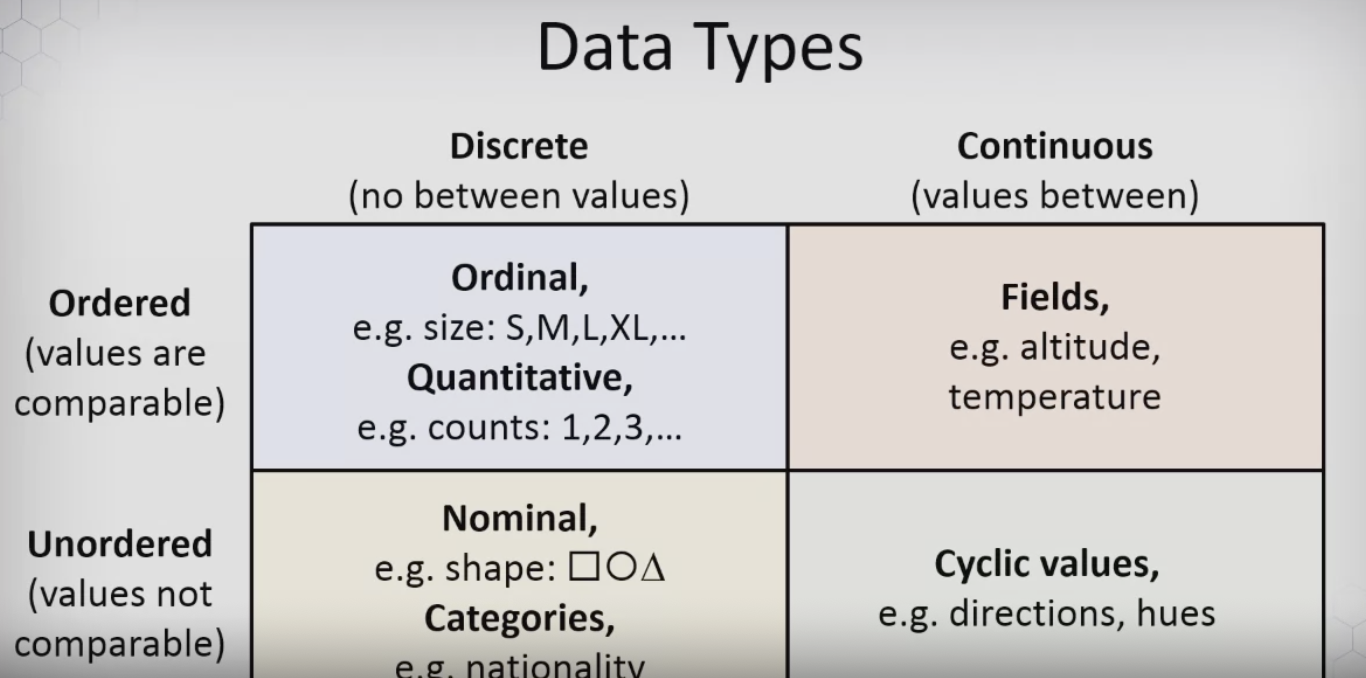 Data Types
Discrete
(no between values)
Continuous
(values between)
Ordered
(values are
comparable)
Ordinal,
e.g. size: S,M,L,XL,...
Quantitative,
e.g. counts: 1,2,3,...
Fields,
e.g. altitude,
temperature
Unordered
(values not
comparable)
Nominal,
e.g. shape: □○Δ
Categories,
e.g. nationality
Cyclic values,
e.g. directions, hues